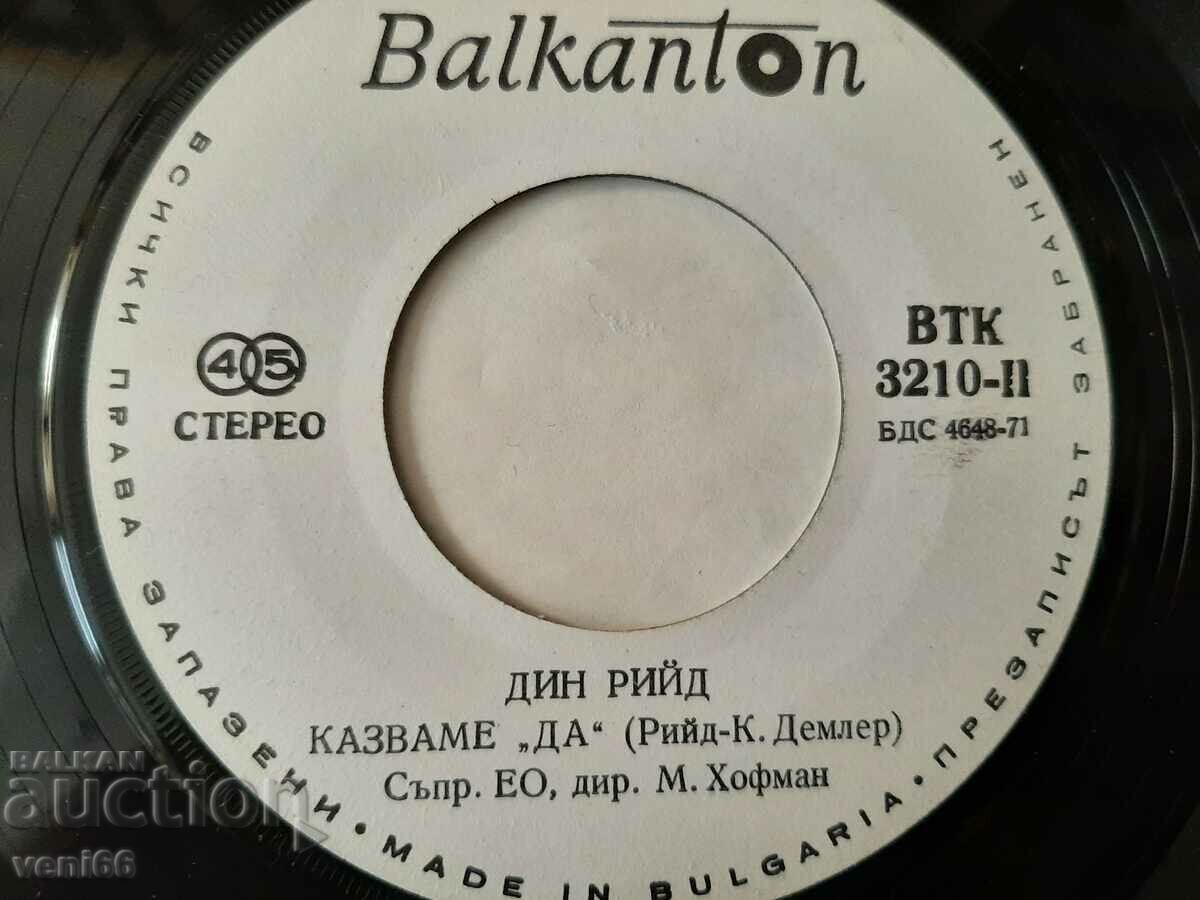 Balkanton
ВСИЧКИ ПРАВА ЗАПАЗЕНИ • MADE IN BULGARIA • ПРЕЗАПИСЪТ ЗАБРАНЕН
45
СТЕРЕО
ВТК
3210-II
БДС 4648-71
ДИН РИЙД
КАЗВАМЕ „ДА“ (Рийд-К. Демлер)
Съпр. ЕО, дир. М. Хофман
BALKAN
auction
veni66